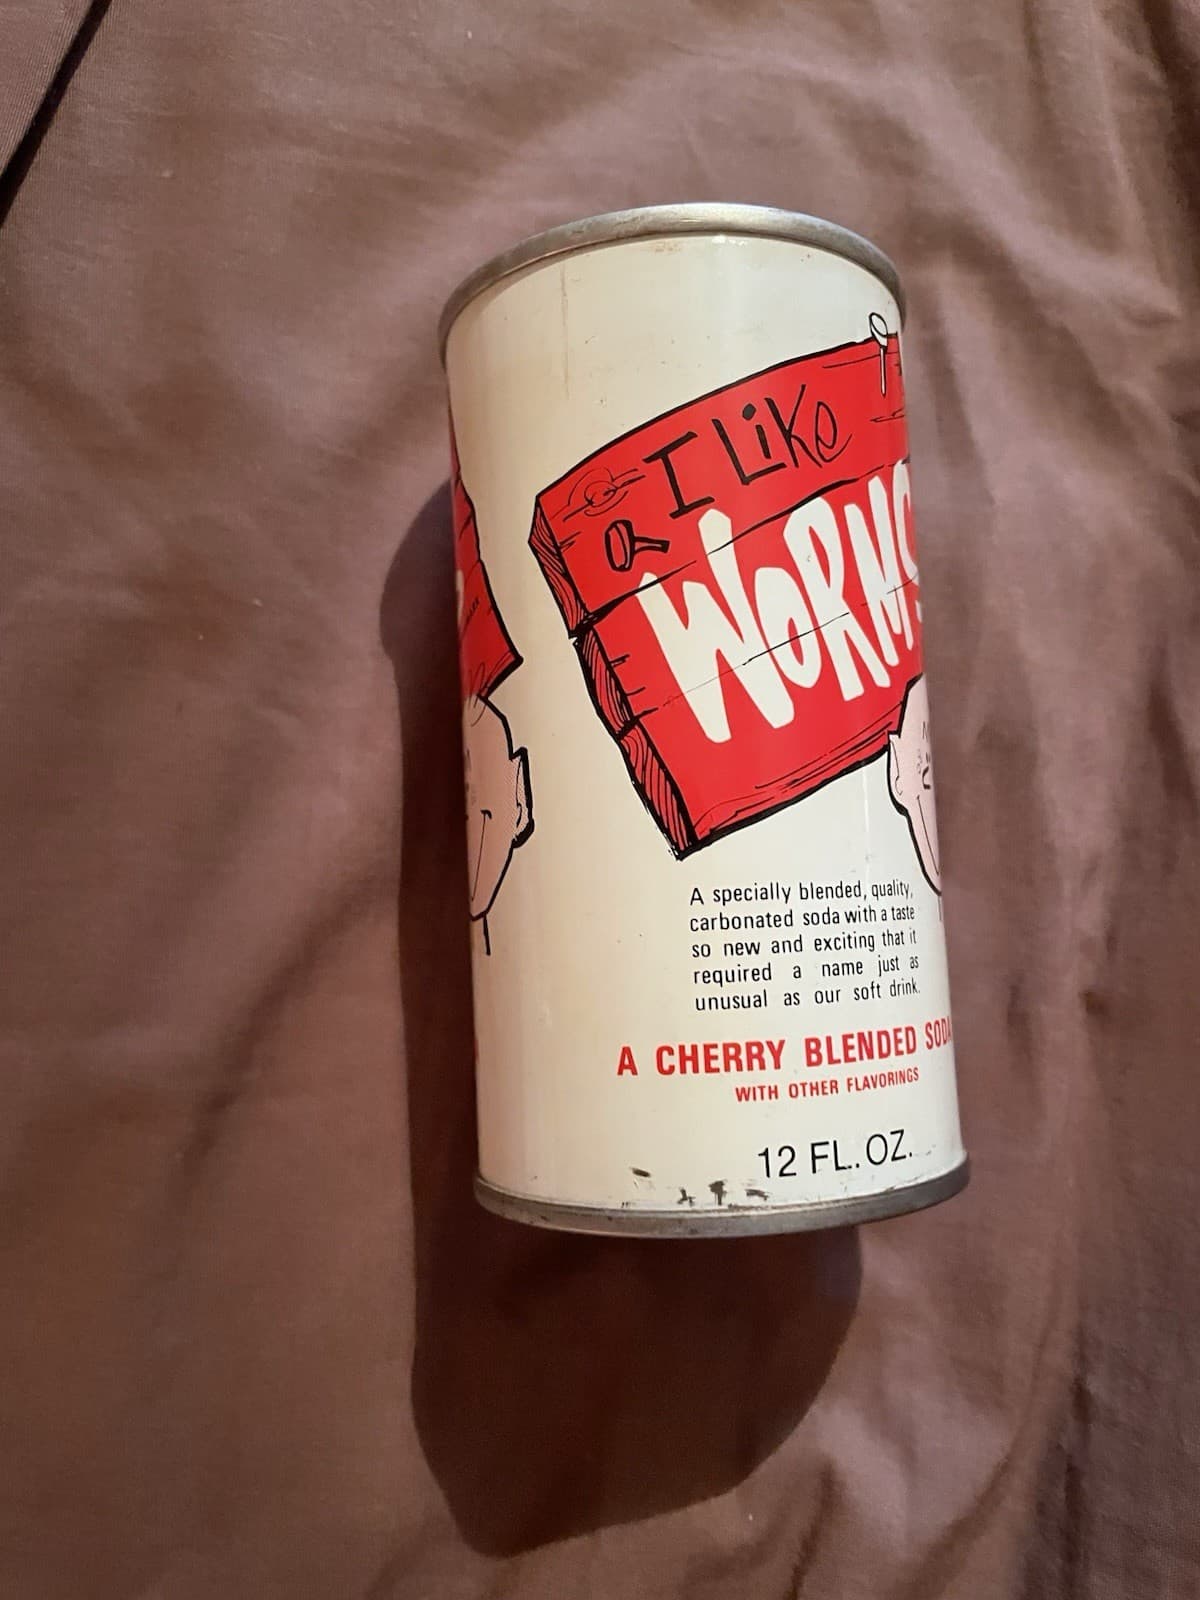 I LiKe
WORMS
A specially blended, quality,
carbonated soda with a taste
so new and exciting that it
required a name just as
unusual as our soft drink.
A CHERRY BLENDED SODA
WITH OTHER FLAVORINGS
12 FL. OZ.